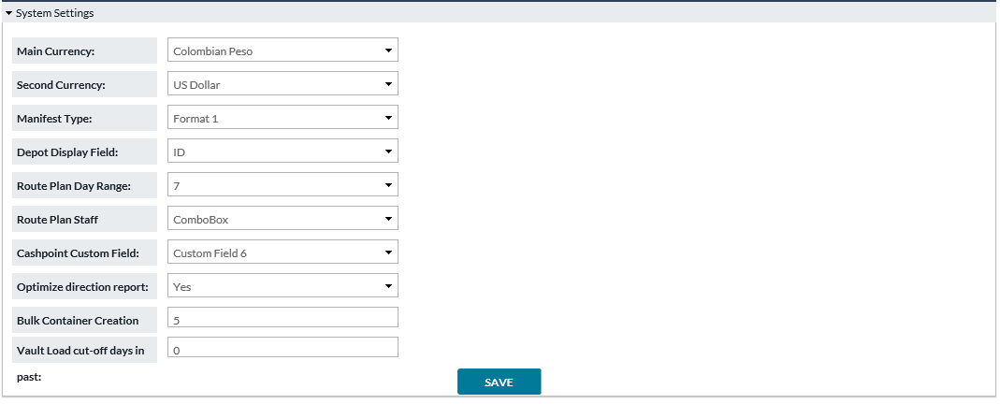 System Settings
Main Currency: Colombian Peso
Second Currency: US Dollar
Manifest Type: Format 1
Depot Display Field: ID
Route Plan Day Range: 7
Route Plan Staff ComboBox
Cashpoint Custom Field: Custom Field 6
Optimize direction report: Yes
Bulk Container Creation 5
Vault Load cut-off days in 0
past:
SAVE